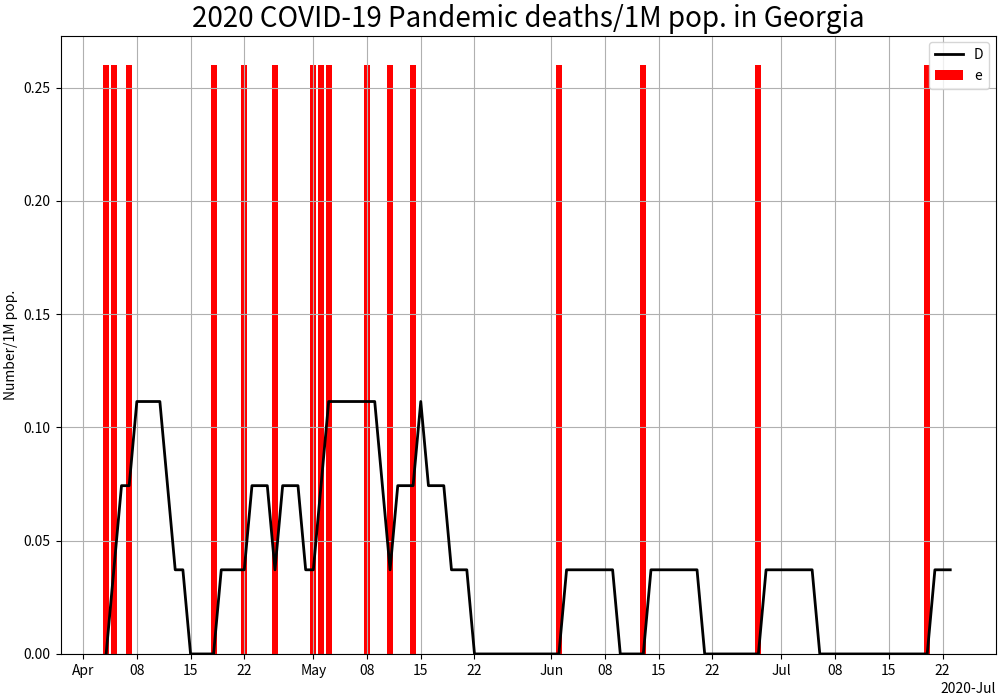 2020 COVID-19 Pandemic deaths/1M pop. in Georgia
D
e
Number/1M pop.
0.25
0.20
0.15
0.10
0.05
0.00
Apr 08 15 22 May 08 15 22 Jun 08 15 22 Jul 08 15 22
2020-Jul